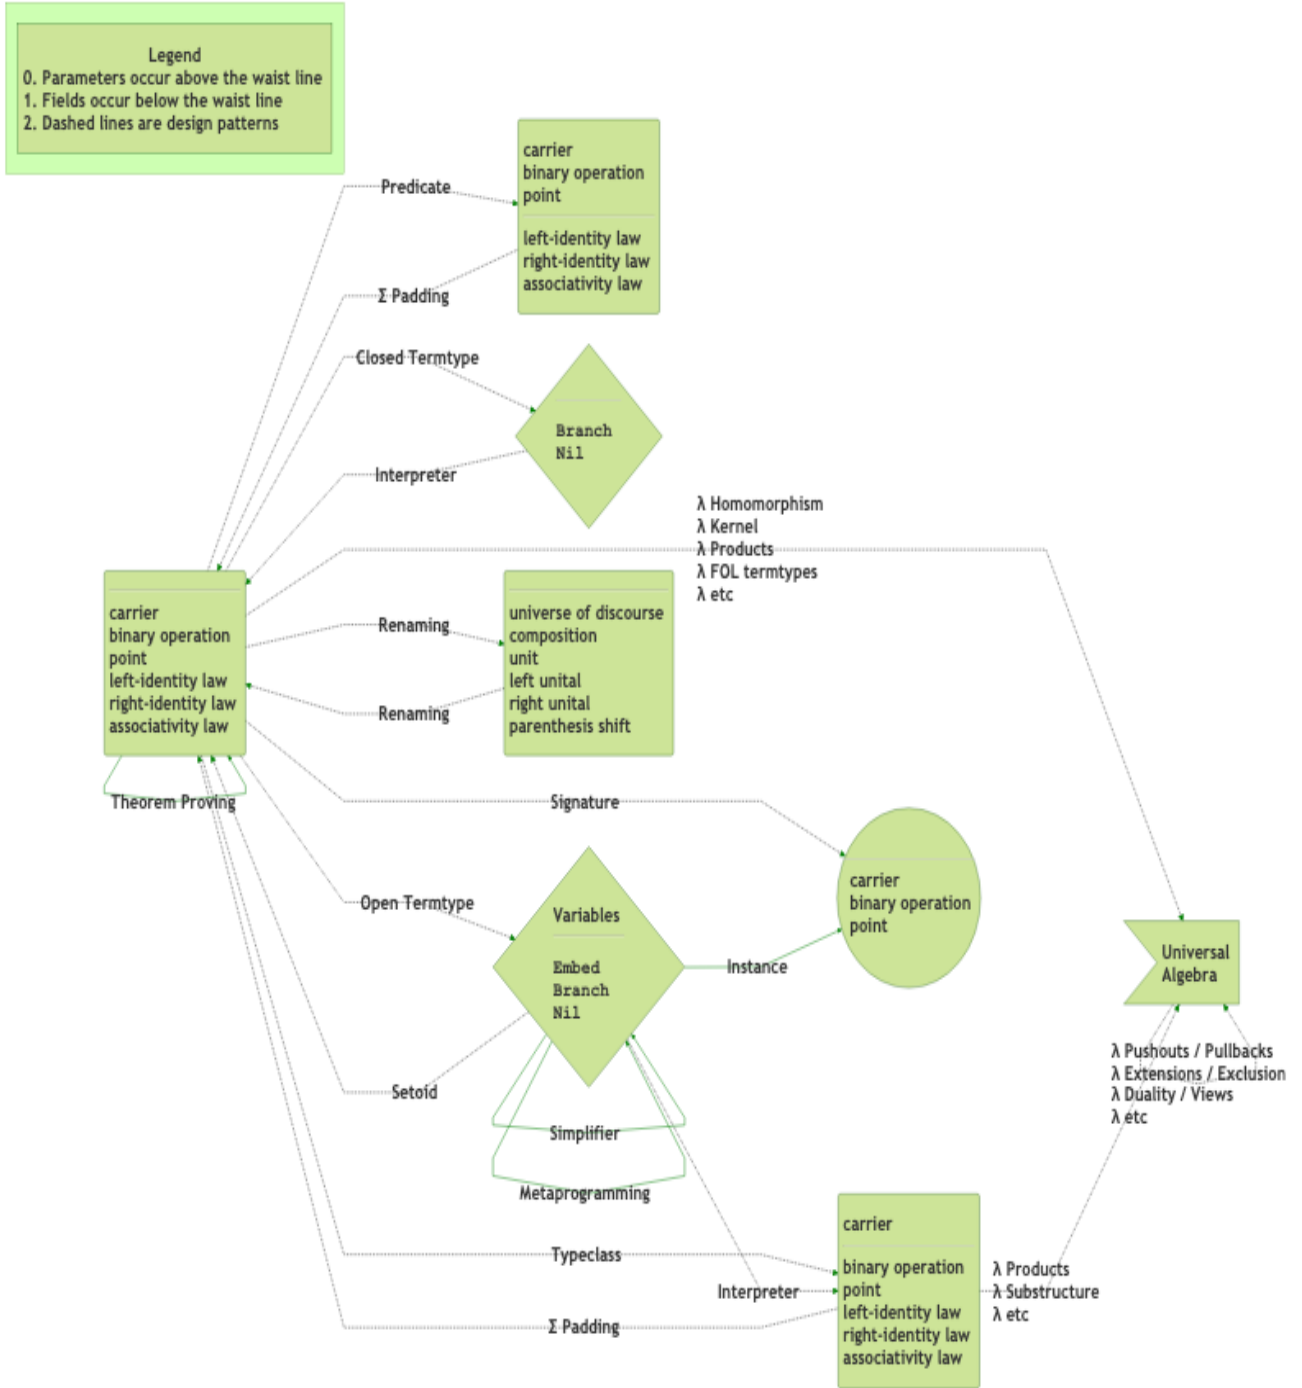 Legend
0. Parameters occur above the waist line
1. Fields occur below the waist line
2. Dashed lines are design patterns
carrier
binary operation
point
left-identity law
right-identity law
associativity law
Predicate
Σ Padding
Closed Termtype
Branch
Nil
Interpreter
λ Homomorphism
λ Kernel
λ Products
λ FOL termtypes
λ etc
carrier
binary operation
point
left-identity law
right-identity law
associativity law
Renaming
Renaming
universe of discourse
composition
unit
left unital
right unital
parenthesis shift
Theorem Proving
Signature
carrier
binary operation
point
Open Termtype
Variables
Embed
Branch
Nil
Instance
Universal
Algebra
Setoid
Simplifier
Metaprogramming
λ Pushouts / Pullbacks
λ Extensions / Exclusion
λ Duality / Views
λ etc
Typeclass
Interpreter
Σ Padding
carrier
binary operation
point
left-identity law
right-identity law
associativity law
λ Products
λ Substructure
λ etc